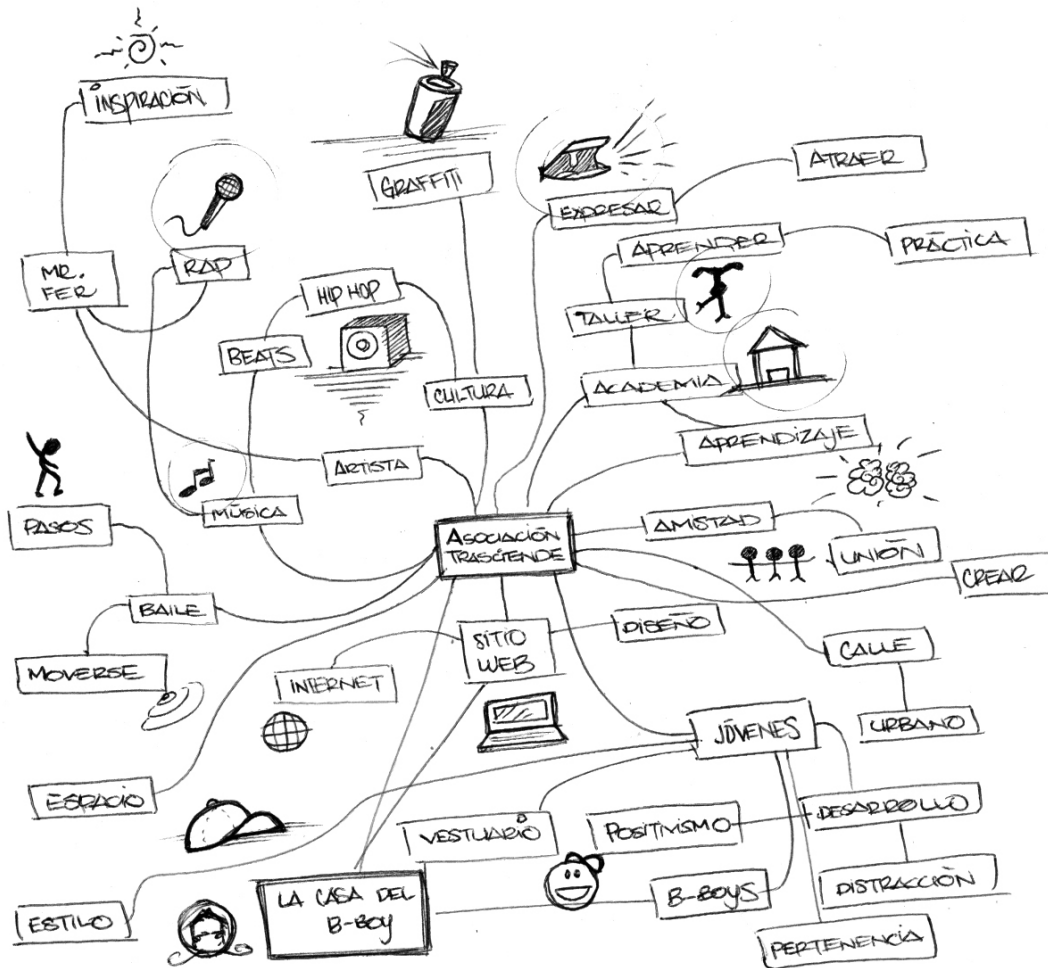 INSPIRACIÓN
GRAFFITI
ATRAER
EXPRESAR
APRENDER
PRÁCTICA
MR.
FER
RAP
HIP HOP
TALLER
BEATS
CULTURA
ACADEMIA
APRENDIZAJE
ARTISTA
MÚSICA
PASOS
ASOCIACIÓN
TRASCIENDE
AMISTAD
UNIÓN
CREAR
BAILE
SITIO
WEB
DISEÑO
CALLE
MOVERSE
INTERNET
JÓVENES
URBANO
ESPACIO
VESTUARIO
POSITIVISMO
DESARROLLO
DISTRACCIÓN
ESTILO
LA CASA DEL
B-BOY
B-BOYS
PERTENENCIA